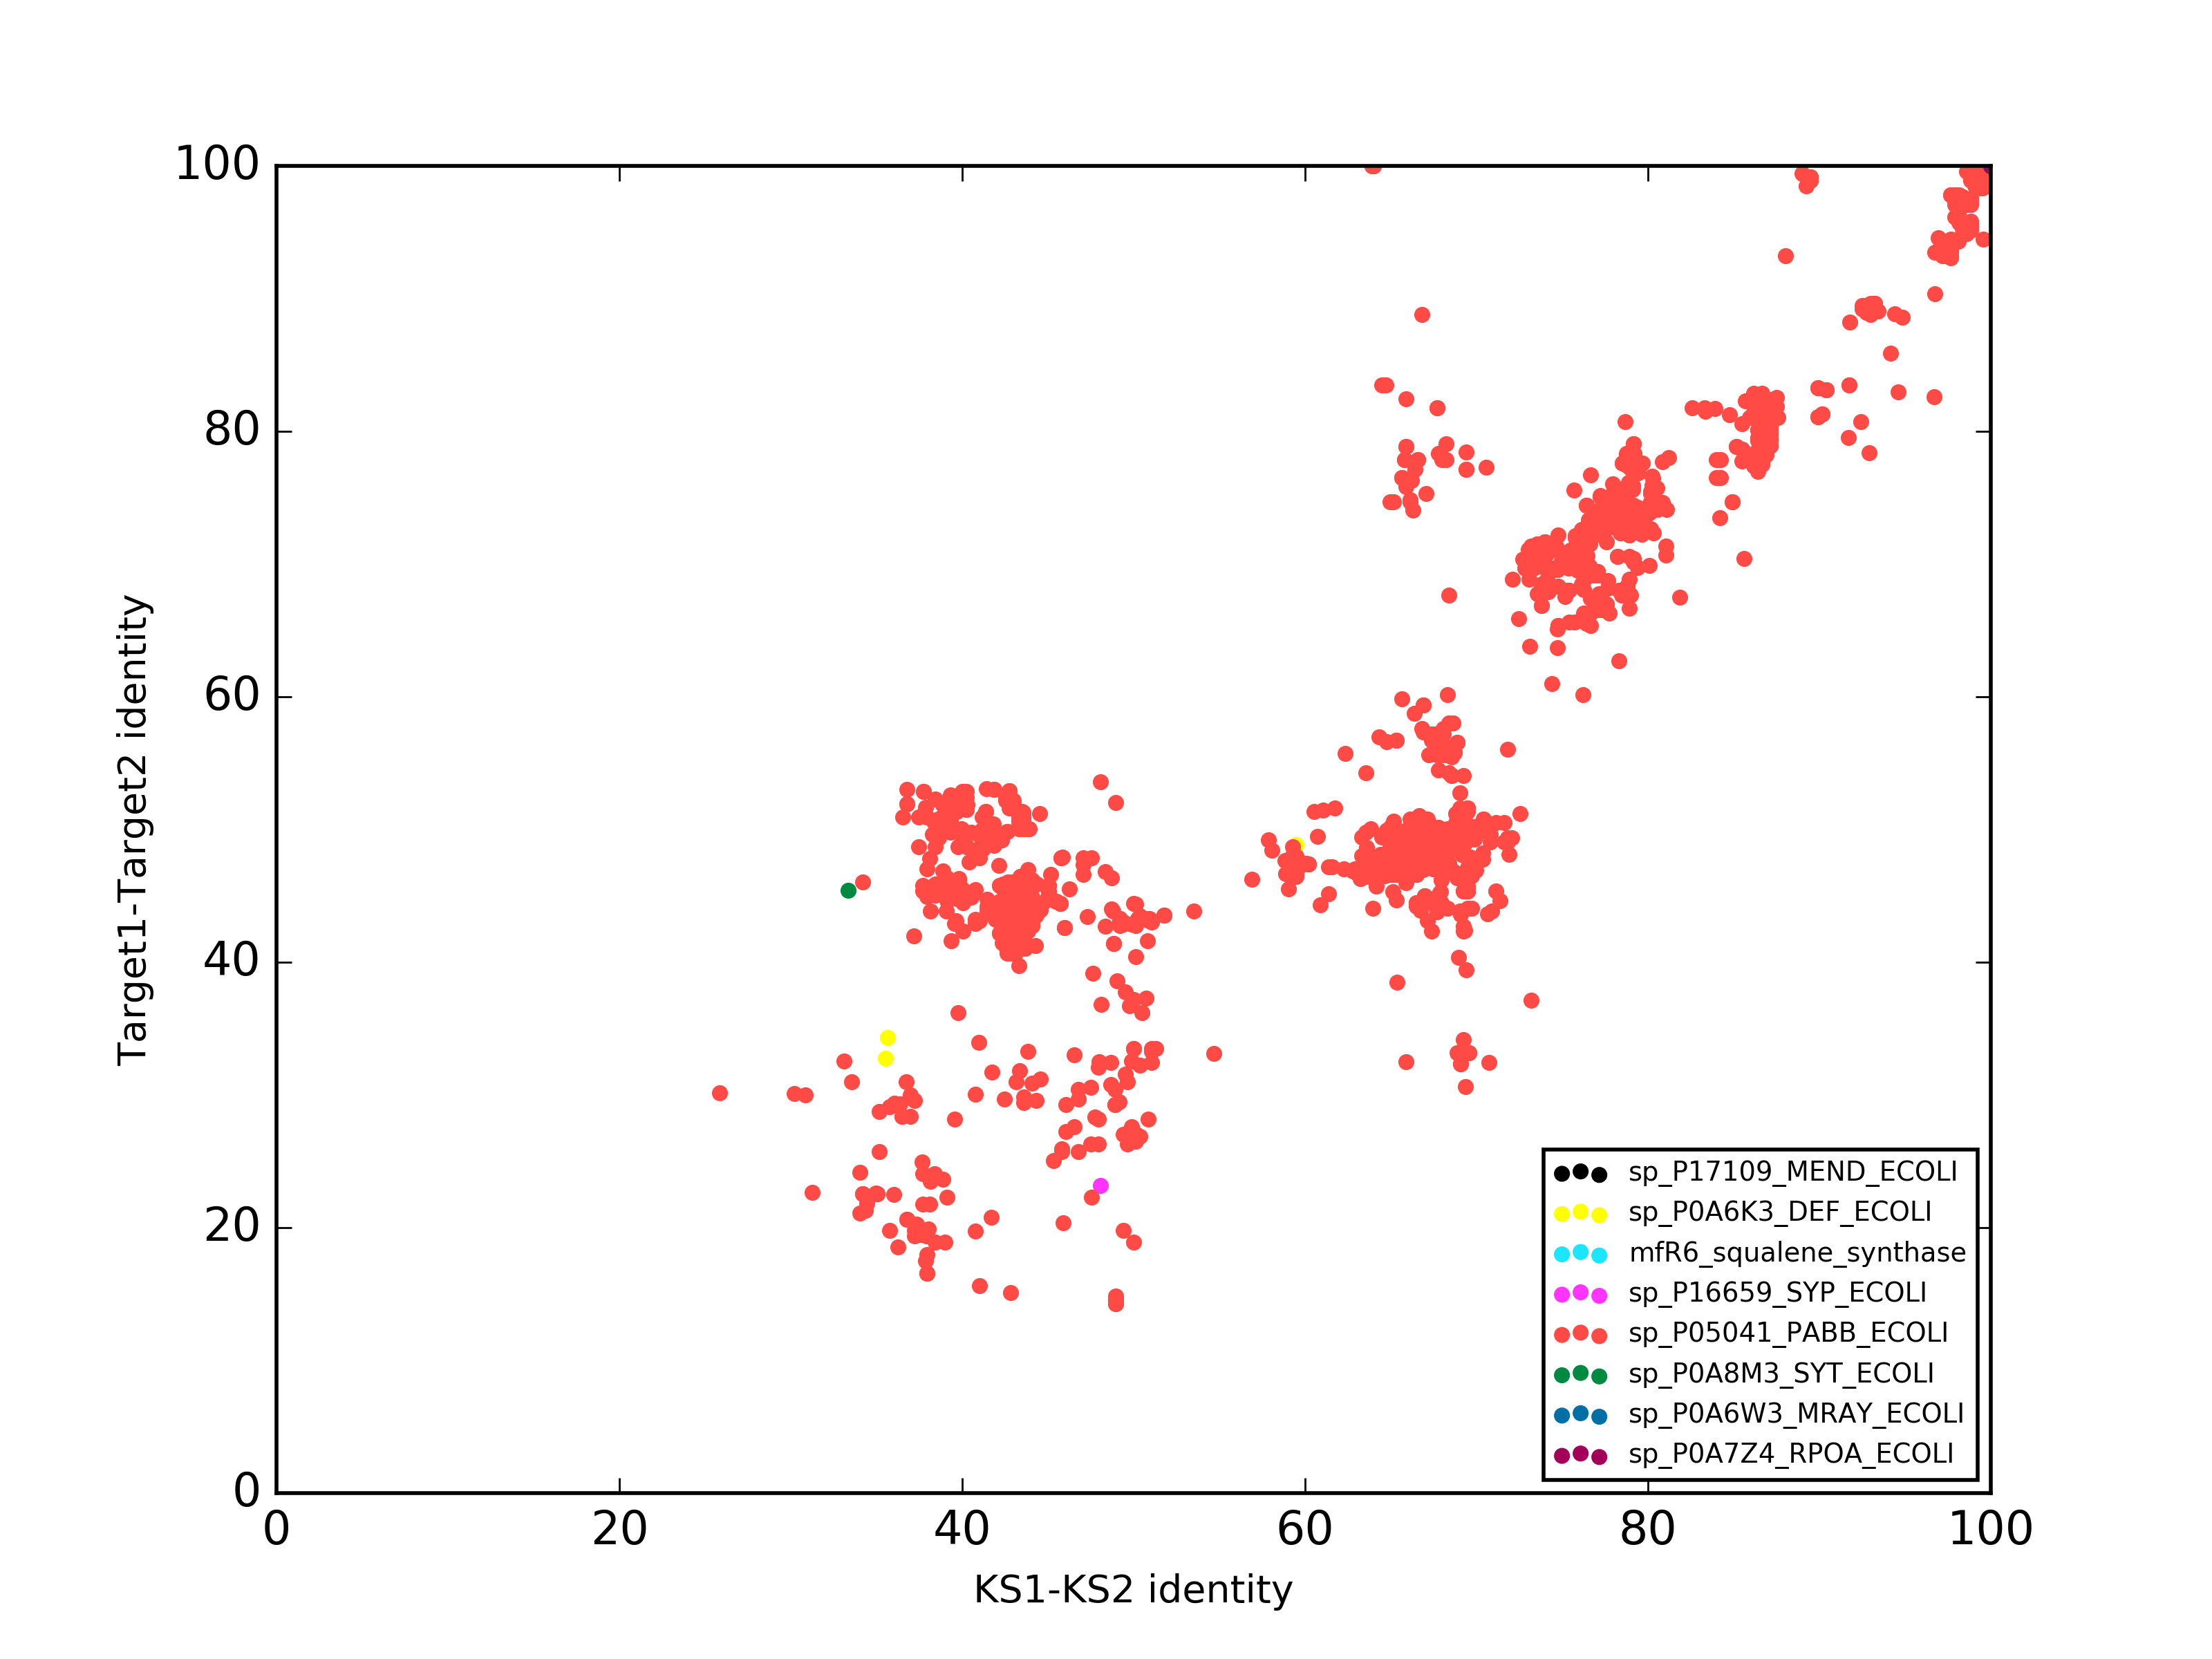 100
80
60
40
20
0
Target1-Target2 identity
sp_P17109_MEND_ECOLI
sp_P0A6K3_DEF_ECOLI
mfR6_squalene_synthase
sp_P16659_SYP_ECOLI
sp_P05041_PABB_ECOLI
sp_P0A8M3_SYT_ECOLI
sp_P0A6W3_MRAY_ECOLI
sp_P0A7Z4_RPOA_ECOLI
0 20 40 60 80 100
KS1-KS2 identity